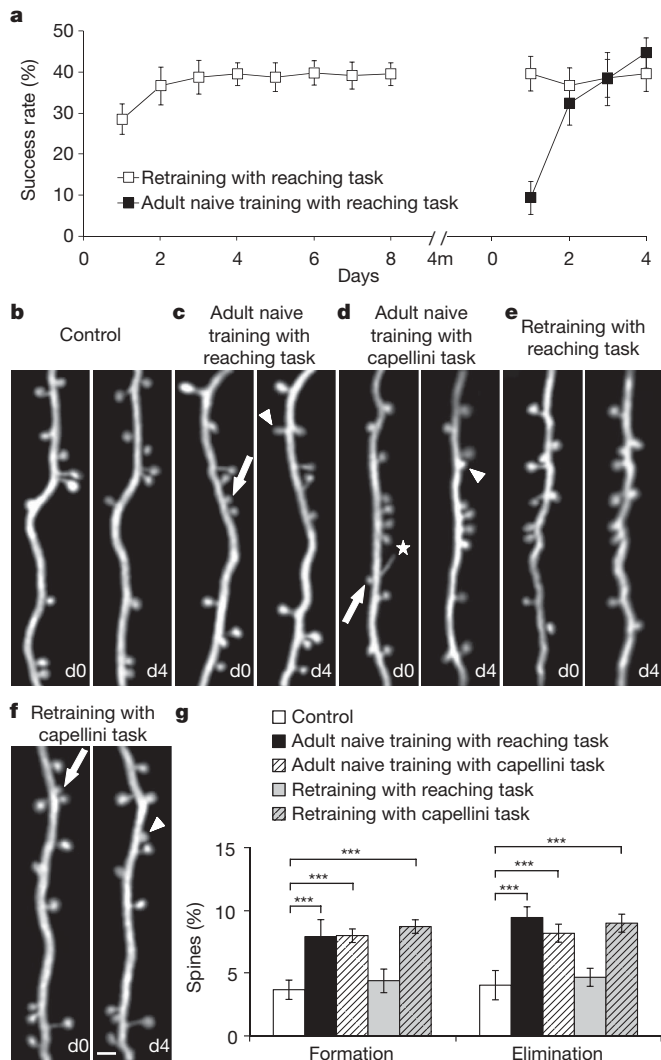 a
Success rate (%)
50
40
30
20
10
0
Retraining with reaching task
Adult naive training with reaching task
0 2 4 6 8 4m 0 2 4
Days
b Control
c Adult naive training with reaching task
d Adult naive training with capellini task
e Retraining with reaching task
d0 d4 d0 d4 d0 d4 d0 d4
f Retraining with capellini task
d0 d4
g
Control
Adult naive training with reaching task
Adult naive training with capellini task
Retraining with reaching task
Retraining with capellini task
Spines (%)
15
10
5
0
*** *** ***
*** *** ***
Formation Elimination